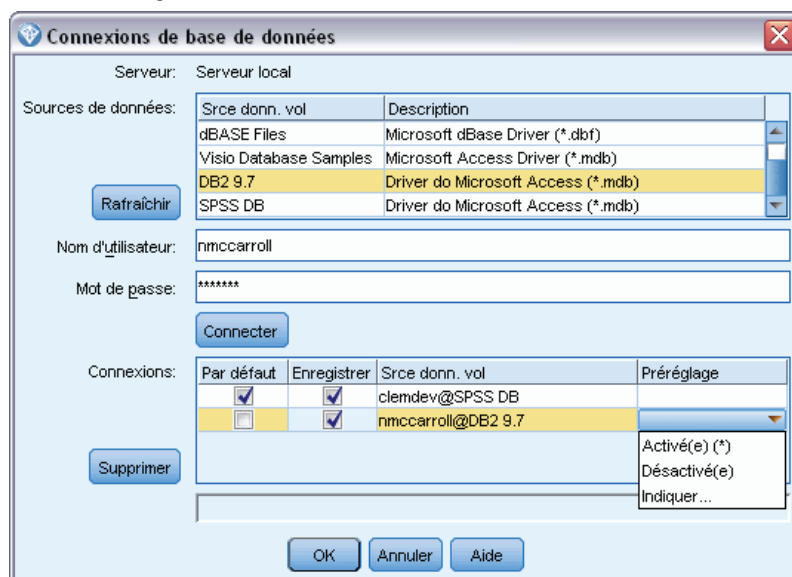 Connexions de base de données
Serveur: Serveur local
Sources de données:
Srce donn. vol Description
dBASE Files Microsoft dBase Driver (*.dbf)
Visio Database Samples Microsoft Access Driver (*.mdb)
DB2 9.7 Driver do Microsoft Access (*.mdb)
SPSS DB Driver do Microsoft Access (*.mdb)
Rafraîchir
Nom d'utilisateur: nmccarroll
Mot de passe: *******
Connecter
Connexions:
Par défaut Enregistrer Srce donn. vol Préréglage
clemdev@SPSS DB
nmccarroll@DB2 9.7
Activé(e) (*)
Désactivé(e)
Indiquer...
Supprimer
OK Annuler Aide